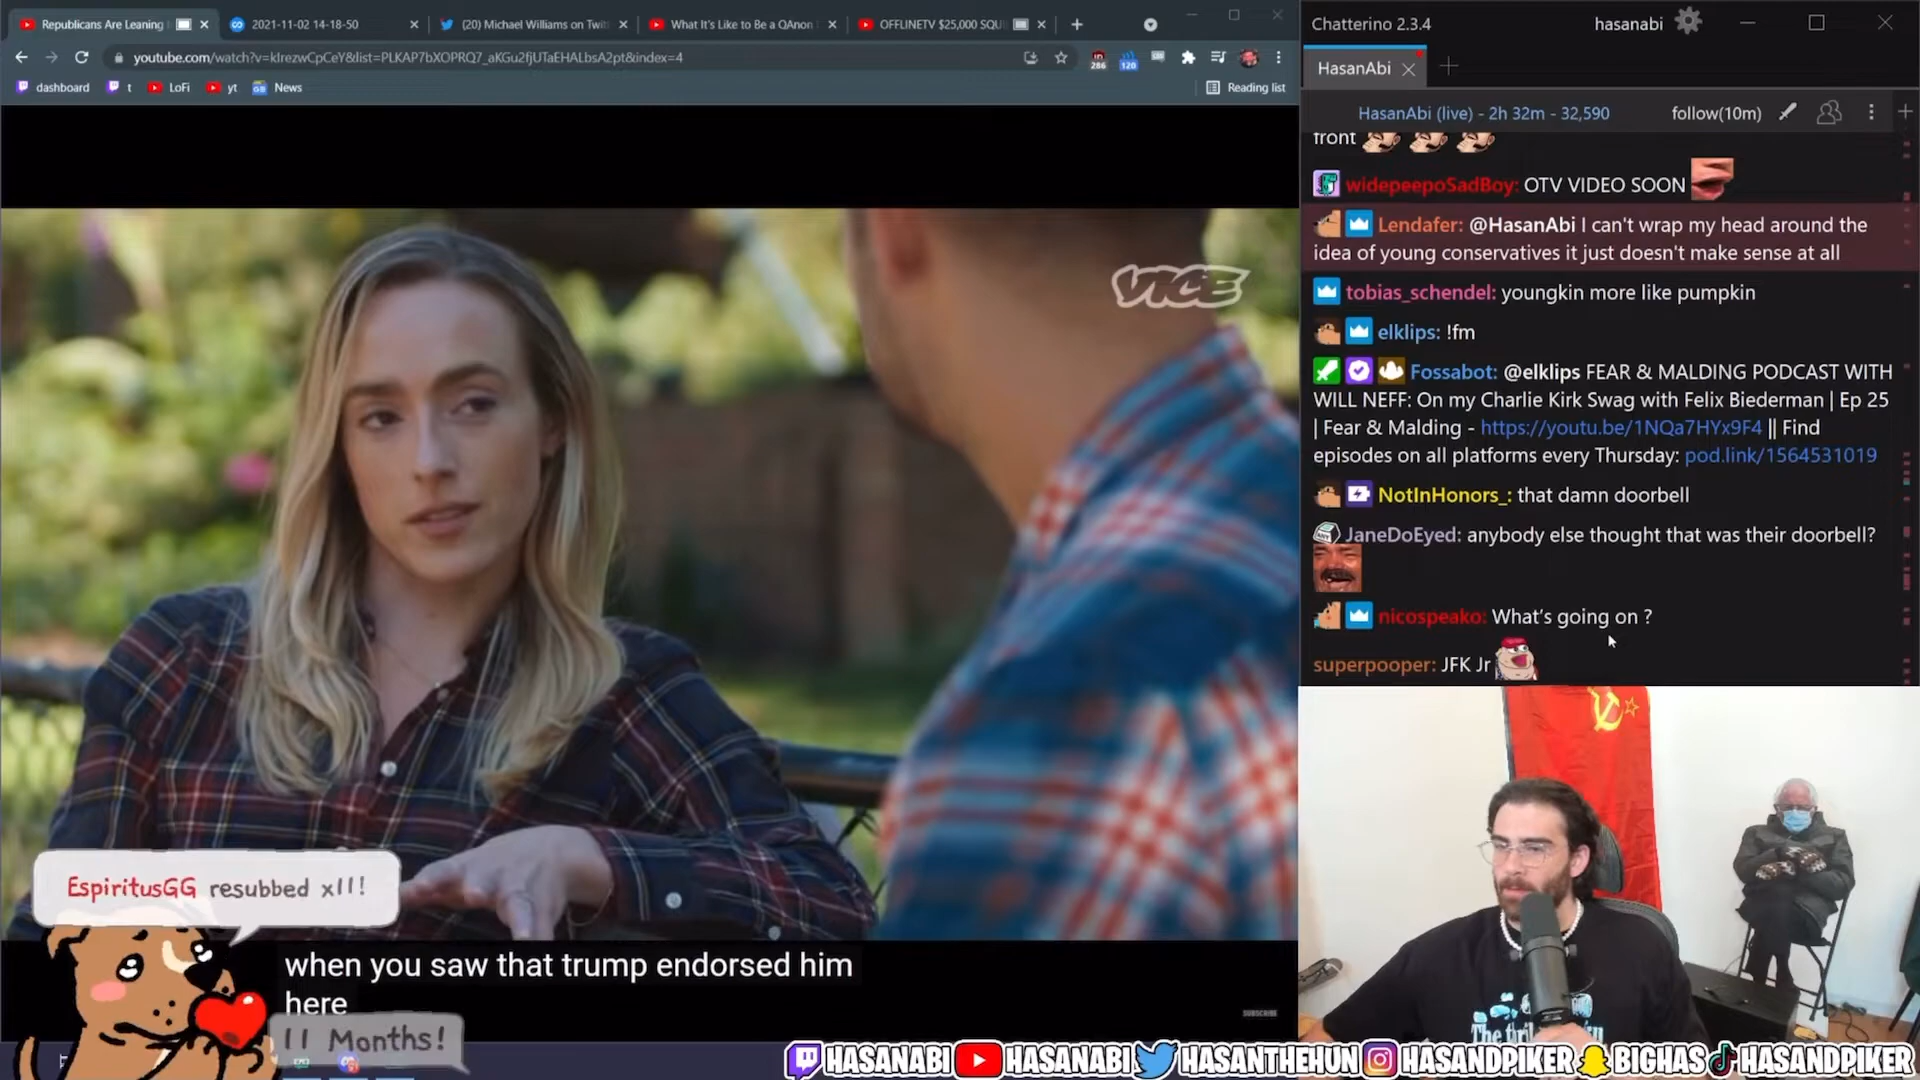 Republicans Are Leaning
2021-11-02 14-18-50
(20) Michael Williams on Twit
What It's Like to Be a QAnon
OFFLINETV $25,000 SQU
youtube.com/watch?v=kIrezwCpCeY&list=PLKAP7bXOPRQ7_aKGu2fjUTaEHALbsA2pt&index=4
286
120
dashboard
t
LoFi
yt
News
Reading list
VICE
EspiritusGG resubbed x11!
when you saw that trump endorsed him
here
11 Months!
SUBSCRIBE
Chatterino 2.3.4
hasanabi
HasanAbi
HasanAbi (live) - 2h 32m - 32,590
follow(10m)
front
widepeepoSadBoy: OTV VIDEO SOON
Lendafer: @HasanAbi I can't wrap my head around the
idea of young conservatives it just doesn't make sense at all
tobias_schendel: youngkin more like pumpkin
elklips: !fm
Fossabot: @elklips FEAR & MALDING PODCAST WITH
WILL NEFF: On my Charlie Kirk Swag with Felix Biederman | Ep 25
| Fear & Malding - https://youtu.be/1NQa7HYx9F4 || Find
episodes on all platforms every Thursday: pod.link/1564531019
NotInHonors_: that damn doorbell
JaneDoEyed: anybody else thought that was their doorbell?
nicospeako: What's going on ?
superpooper: JFK Jr
HASANABI HASANABI HASANTHEHUN HASANDPIKER BIGHAS HASANDPIKER